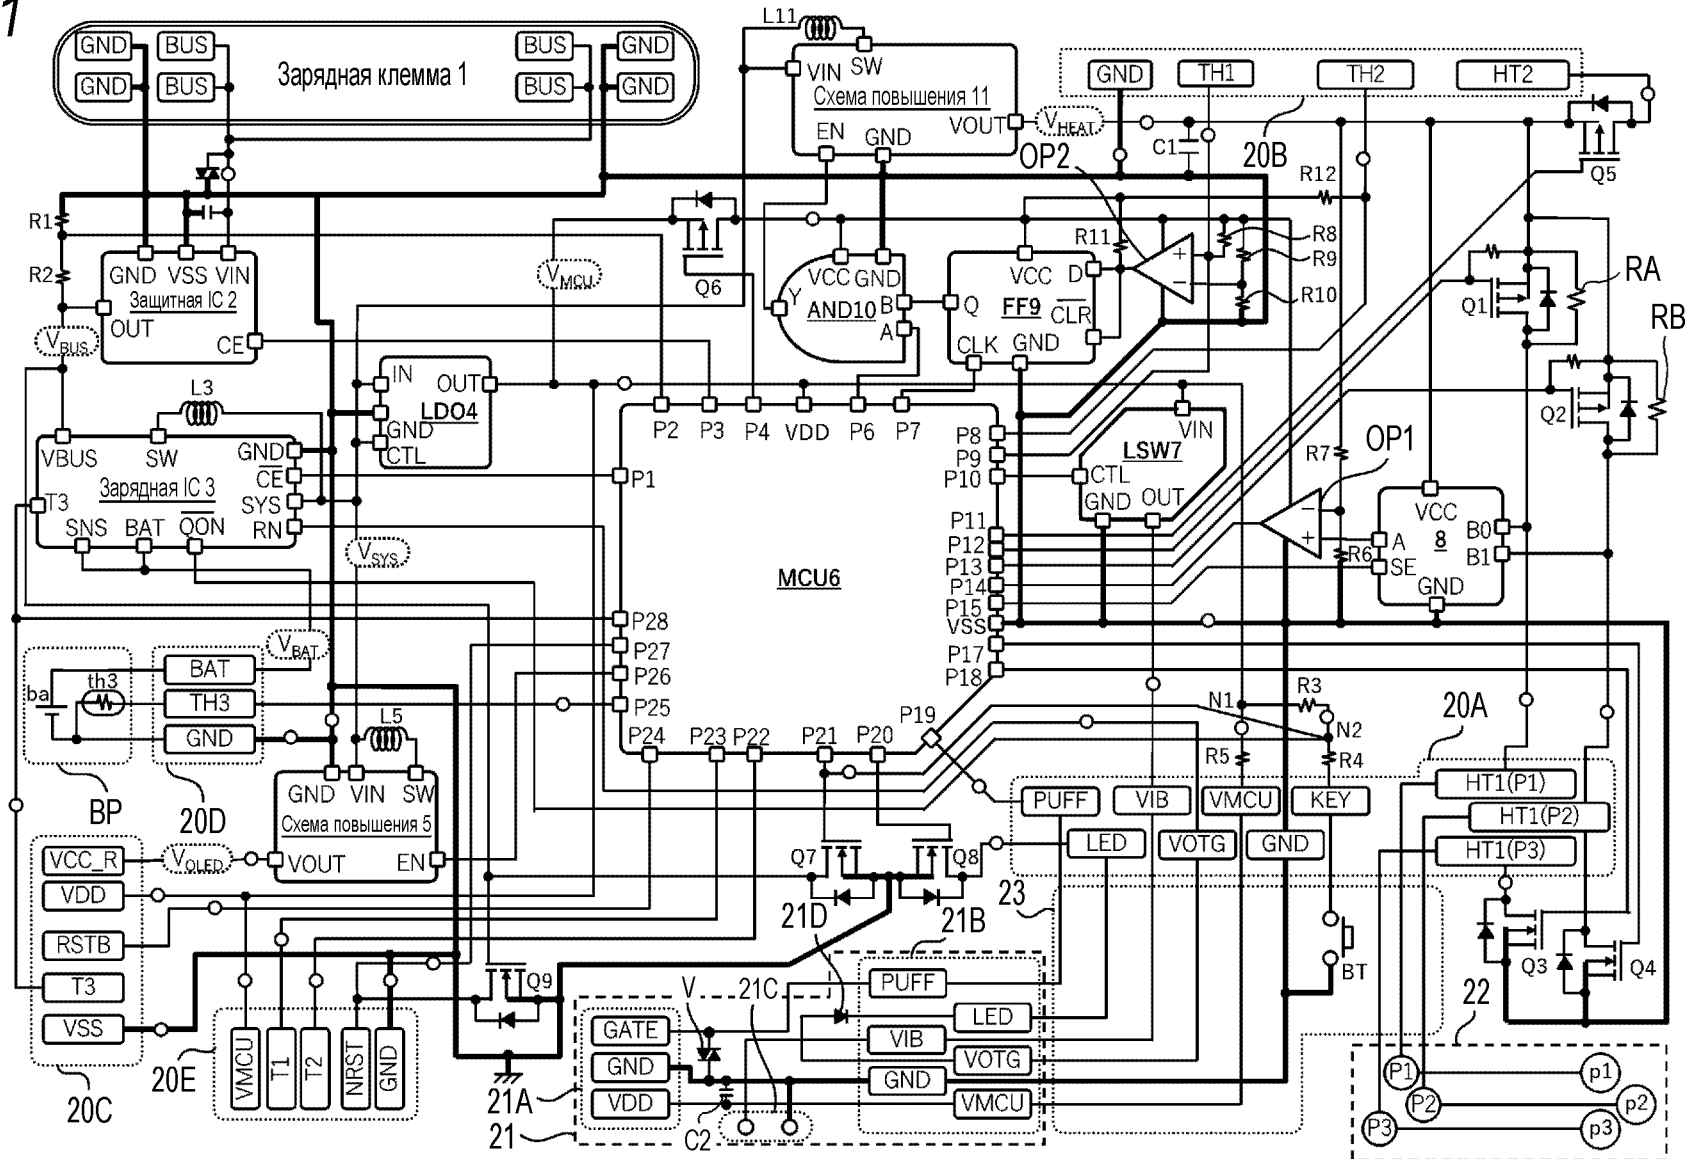 1
GND
BUS
BUS
GND
GND
BUS
BUS
GND
Зарядная клемма 1
L11
VIN
SW
Схема повышения 11
EN
GND
VOUT
VHEAT
GND
TH1
TH2
HT2
20B
C1
OP2
R12
Q5
R1
R2
GND
VSS
VIN
Защитная IC 2
OUT
CE
VBUS
VMCU
Q6
VCC
GND
Y
AND10
B
A
R11
VCC
D
Q
FF9
CLR
CLK
GND
+
−
R8
R9
R10
Q1
RA
RB
Q2
L3
IN
OUT
LDO4
GND
CTL
VBUS
SW
GND
CE
Зарядная IC 3
SYS
T3
SNS
BAT
QON
RN
VSYS
P2
P3
P4
VDD
P6
P7
P1
MCU6
P8
P9
P10
P11
P12
P13
P14
P15
VSS
P17
P18
P19
P20
P21
P22
P23
P24
P25
P26
P27
P28
VIN
LSW7
CTL
GND
OUT
R7
OP1
−
+
R6
VCC
8
A
SE
B0
B1
GND
VBAT
ba
th3
BP
BAT
TH3
GND
20D
L5
GND
VIN
SW
Схема повышения 5
VOUT
EN
VOLED
N1
R3
N2
R5
R4
20A
PUFF
VIB
VMCU
KEY
LED
VOTG
GND
HT1(P1)
HT1(P2)
HT1(P3)
VCC_R
VDD
RSTB
T3
VSS
20C
20E
VMCU
T1
T2
NRST
GND
Q7
Q8
Q9
21D
21B
23
BT
Q3
Q4
22
V
21C
GATE
GND
VDD
21A
21
C2
PUFF
LED
VIB
VOTG
GND
VMCU
P1
p1
P2
p2
P3
p3